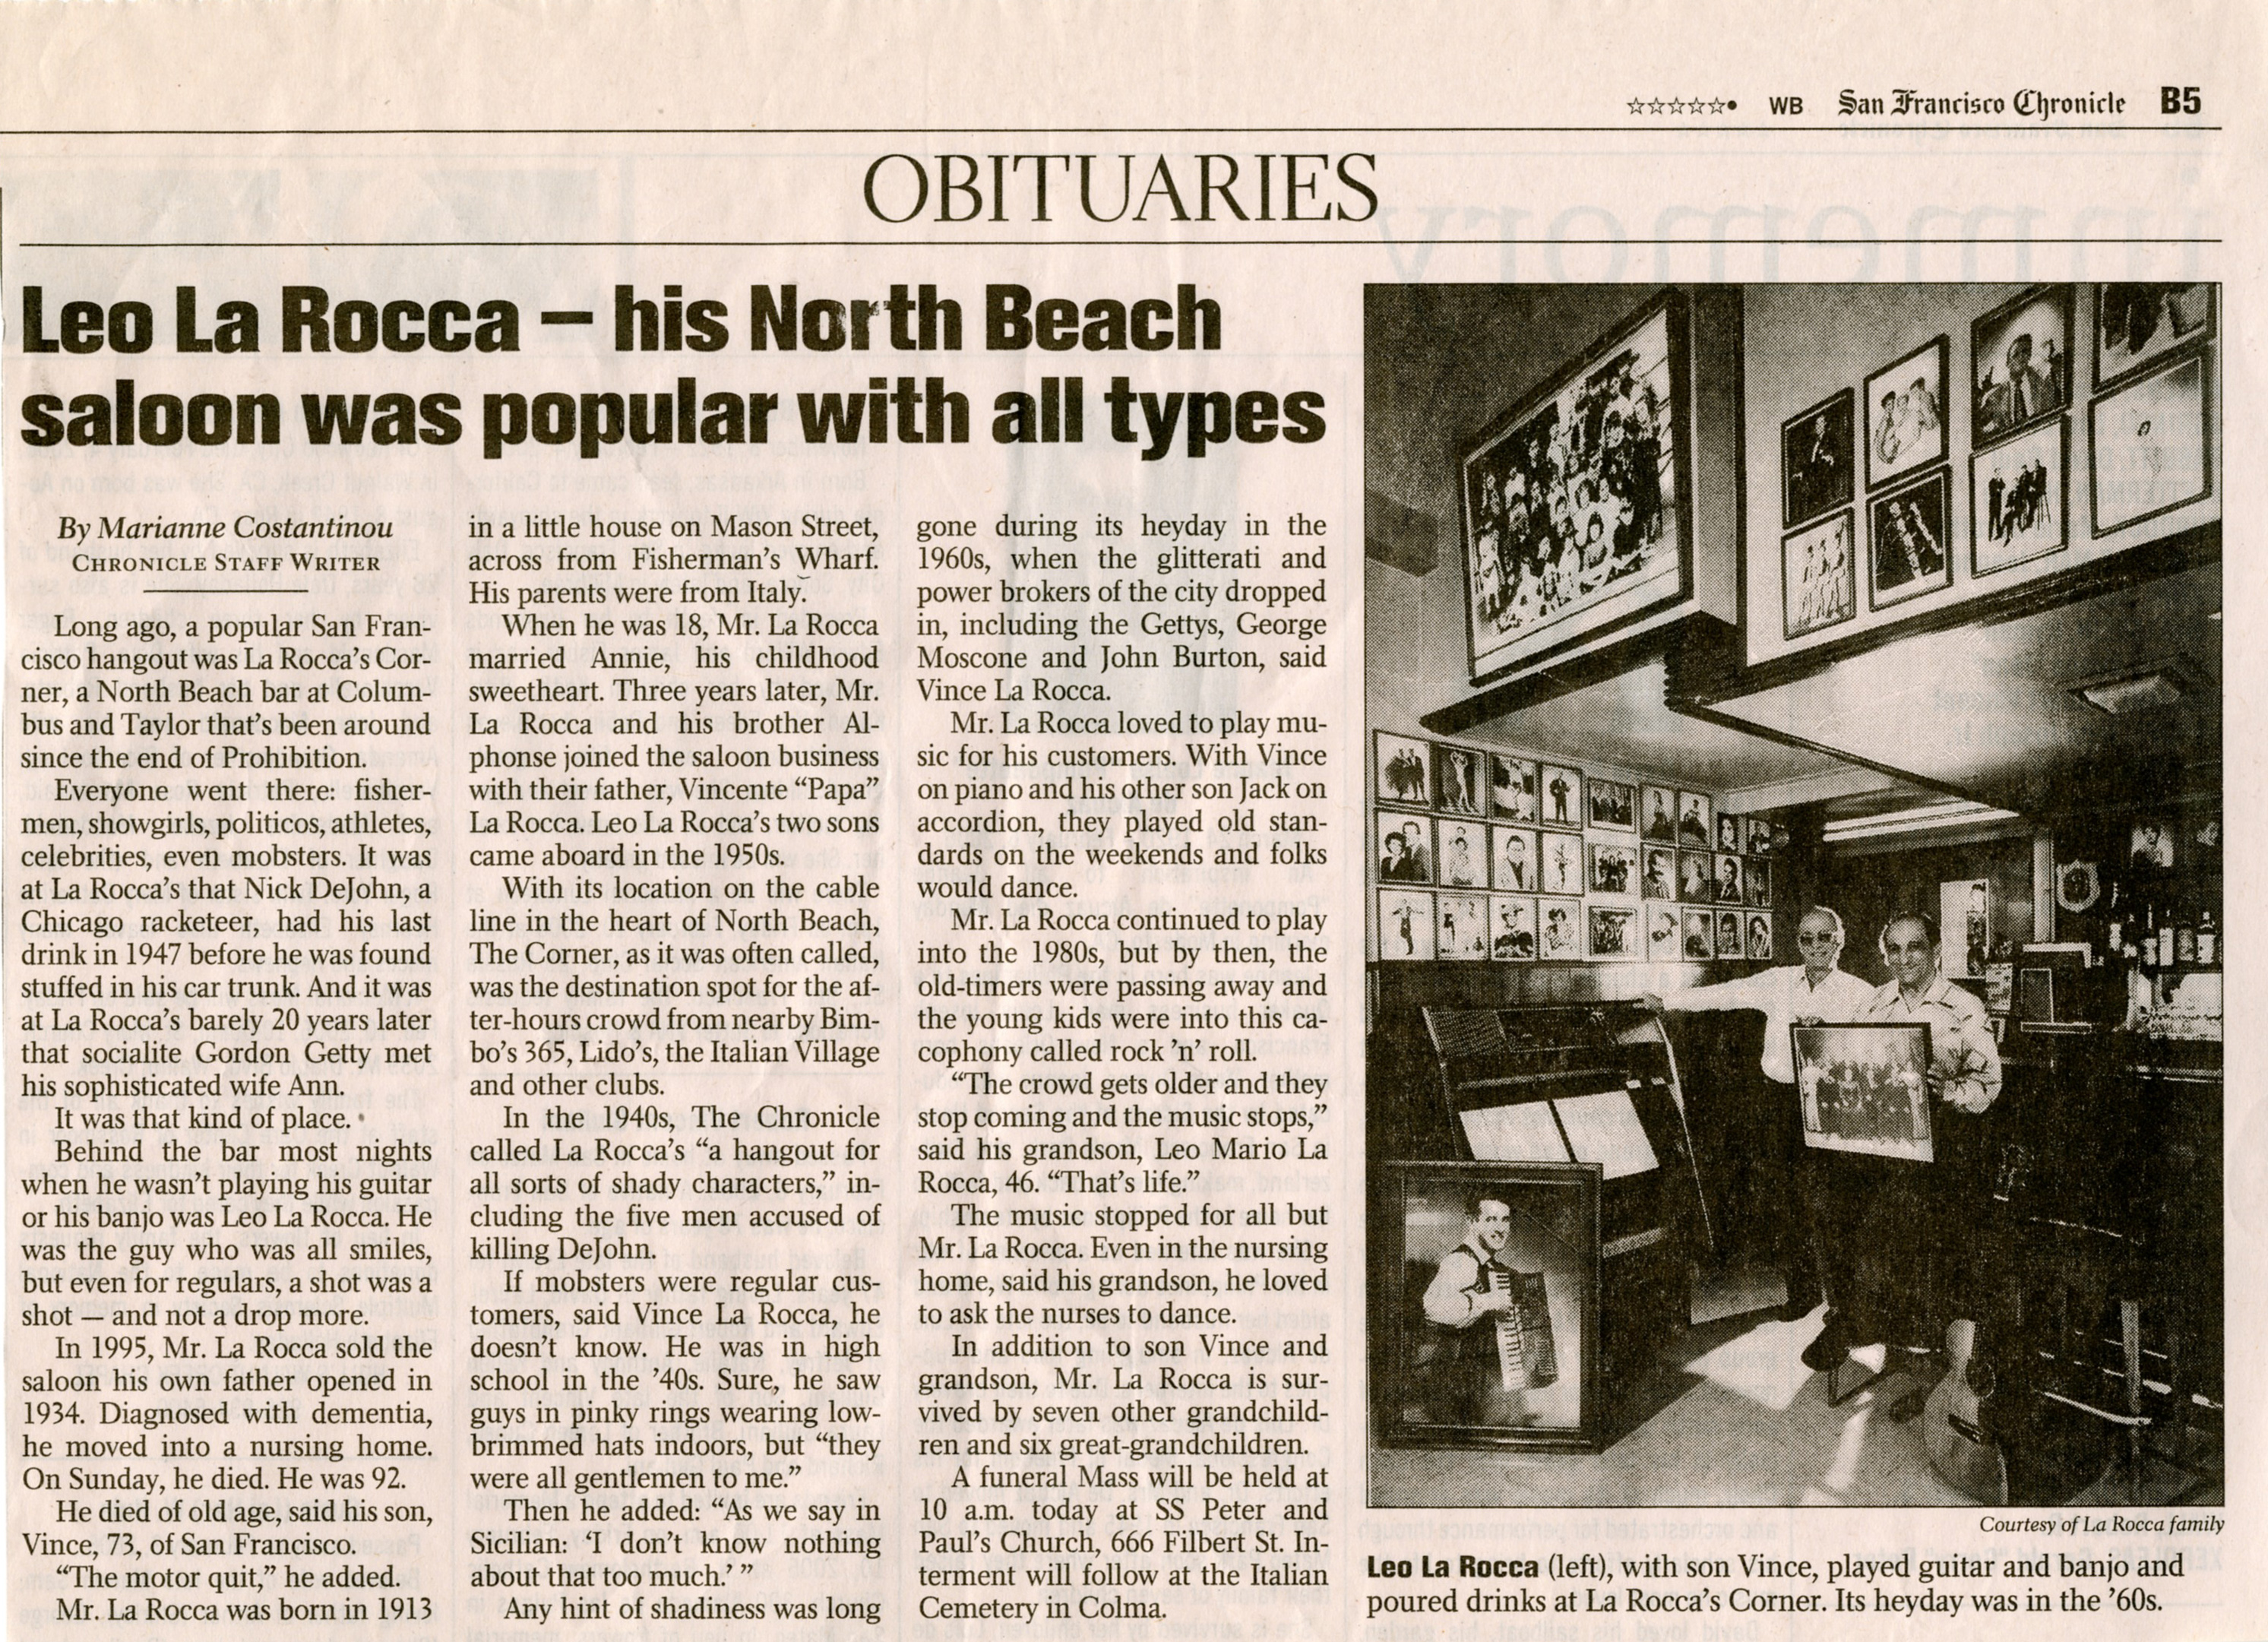 ☆☆☆☆☆• WB San Francisco Chronicle B5
OBITUARIES
Leo La Rocca – his North Beach
saloon was popular with all types
By Marianne Costantinou
CHRONICLE STAFF WRITER
Long ago, a popular San Fran-
cisco hangout was La Rocca's Cor-
ner, a North Beach bar at Colum-
bus and Taylor that's been around
since the end of Prohibition.
Everyone went there: fisher-
men, showgirls, politicos, athletes,
celebrities, even mobsters. It was
at La Rocca's that Nick DeJohn, a
Chicago racketeer, had his last
drink in 1947 before he was found
stuffed in his car trunk. And it was
at La Rocca's barely 20 years later
that socialite Gordon Getty met
his sophisticated wife Ann.
It was that kind of place.
Behind the bar most nights
when he wasn't playing his guitar
or his banjo was Leo La Rocca. He
was the guy who was all smiles,
but even for regulars, a shot was a
shot — and not a drop more.
In 1995, Mr. La Rocca sold the
saloon his own father opened in
1934. Diagnosed with dementia,
he moved into a nursing home.
On Sunday, he died. He was 92.
He died of old age, said his son,
Vince, 73, of San Francisco.
"The motor quit," he added.
Mr. La Rocca was born in 1913
in a little house on Mason Street,
across from Fisherman's Wharf.
His parents were from Italy.
When he was 18, Mr. La Rocca
married Annie, his childhood
sweetheart. Three years later, Mr.
La Rocca and his brother Al-
phonse joined the saloon business
with their father, Vincente "Papa"
La Rocca. Leo La Rocca's two sons
came aboard in the 1950s.
With its location on the cable
line in the heart of North Beach,
The Corner, as it was often called,
was the destination spot for the af-
ter-hours crowd from nearby Bim-
bo's 365, Lido's, the Italian Village
and other clubs.
In the 1940s, The Chronicle
called La Rocca's "a hangout for
all sorts of shady characters," in-
cluding the five men accused of
killing DeJohn.
If mobsters were regular cus-
tomers, said Vince La Rocca, he
doesn't know. He was in high
school in the '40s. Sure, he saw
guys in pinky rings wearing low-
brimmed hats indoors, but "they
were all gentlemen to me."
Then he added: "As we say in
Sicilian: 'I don't know nothing
about that too much.' "
Any hint of shadiness was long
gone during its heyday in the
1960s, when the glitterati and
power brokers of the city dropped
in, including the Gettys, George
Moscone and John Burton, said
Vince La Rocca.
Mr. La Rocca loved to play mu-
sic for his customers. With Vince
on piano and his other son Jack on
accordion, they played old stan-
dards on the weekends and folks
would dance.
Mr. La Rocca continued to play
into the 1980s, but by then, the
old-timers were passing away and
the young kids were into this ca-
cophony called rock 'n' roll.
"The crowd gets older and they
stop coming and the music stops,"
said his grandson, Leo Mario La
Rocca, 46. "That's life."
The music stopped for all but
Mr. La Rocca. Even in the nursing
home, said his grandson, he loved
to ask the nurses to dance.
In addition to son Vince and
grandson, Mr. La Rocca is sur-
vived by seven other grandchild-
ren and six great-grandchildren.
A funeral Mass will be held at
10 a.m. today at SS Peter and
Paul's Church, 666 Filbert St. In-
terment will follow at the Italian
Cemetery in Colma.
Courtesy of La Rocca family
Leo La Rocca (left), with son Vince, played guitar and banjo and
poured drinks at La Rocca's Corner. Its heyday was in the '60s.